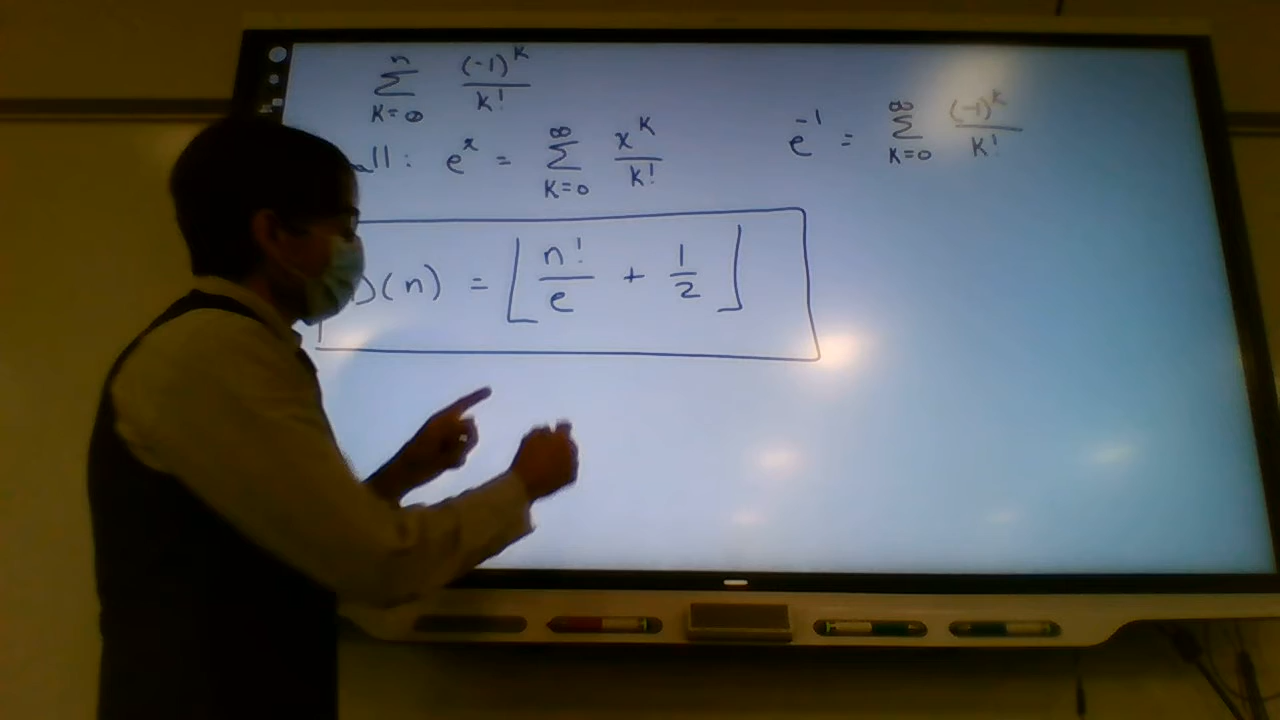 n
∑ (-1)^k / k!
k=0
all: e^x = ∑_{k=0}^{∞} x^k / k!
e^{-1} = ∑_{k=0}^{∞} (-1)^k / k!
D(n) = ⌊ n! / e + 1/2 ⌋